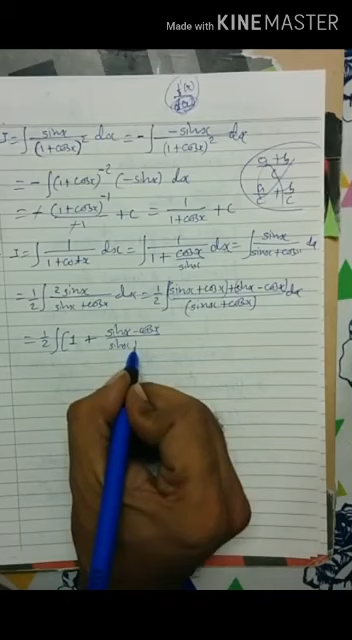 Made with KINEMASTER
f(x)
d(x)
I = ∫ sinx/(1+cosx)² dx = -∫ -sinx/(1+cosx)² dx
= -∫(1+cosx)⁻² (-sinx) dx
a+b/c
a/c + b/c
= -(1+cosx)⁻¹/-1 + c = 1/(1+cosx) + c
I = ∫ 1/(1+cotx) dx = ∫ 1/(1+cosx/sinx) dx = ∫ sinx/(sinx+cosx) dx
= 1/2 ∫ 2sinx/(sinx+cosx) dx = 1/2 ∫ [(sinx+cosx)+(sinx-cosx)]/(sinx+cosx) dx
= 1/2 ∫[1 + sinx-cosx/sinx